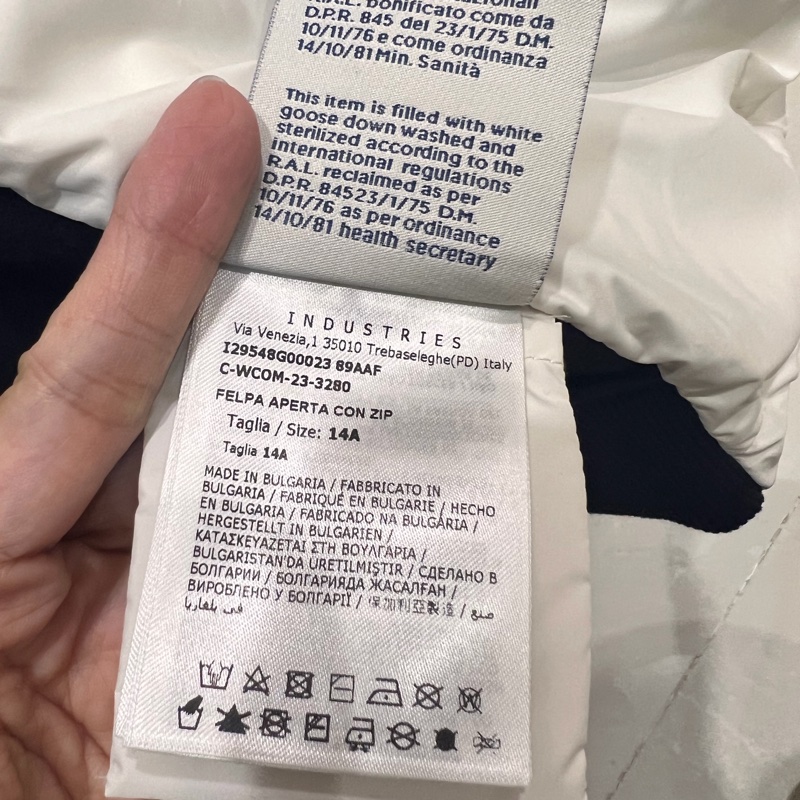 R.A.L. bonificato come da
D.P.R. 845 del 23/1/75 D.M.
10/11/76 e come ordinanza
14/10/81 Min. Sanità
This item is filled with white
goose down washed and
sterilized according to the
international regulations
R.A.L. reclaimed as per
D.P.R. 84523/1/75 D.M.
10/11/76 as per ordinance
14/10/81 health secretary
INDUSTRIES
Via Venezia,1 35010 Trebaseleghe(PD) Italy
I29548G00023 89AAF
C-WCOM-23-3280
FELPA APERTA CON ZIP
Taglia / Size: 14A
Taglia 14A
MADE IN BULGARIA / FABBRICATO IN
BULGARIA / FABRIQUÉ EN BULGARIE / HECHO
EN BULGARIA / FABRICADO NA BULGÁRIA /
HERGESTELLT IN BULGARIEN /
ΚΑΤΑΣΚΕΥΑΖΕΤΑΙ ΣΤΗ ΒΟΥΛΓΑΡΙΑ /
BULGARISTAN'DA ÜRETILMIŞTIR / СДЕЛАНО В
БОЛГАРИИ / БОЛГАРИЯДА ЖАСАЛҒАН /
ВИРОБЛЕНО У БОЛГАРІЇ / 保加利亞製造 / صنع
في بلغاريا